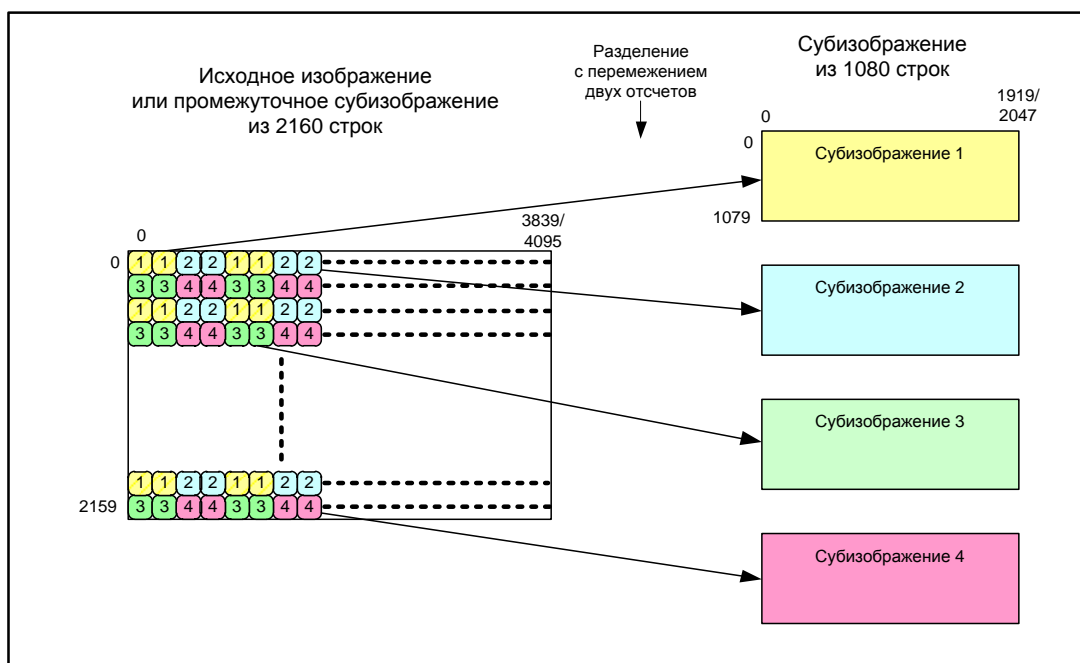 Исходное изображение
или промежуточное субизображение
из 2160 строк
Разделение
с перемежением
двух отсчетов
Субизображение
из 1080 строк
0
1919/
2047
0
Субизображение 1
1079
0
3839/
4095
0
1 1 2 2 1 1 2 2
3 3 4 4 3 3 4 4
1 1 2 2 1 1 2 2
3 3 4 4 3 3 4 4
Субизображение 2
Субизображение 3
1 1 2 2 1 1 2 2
2159
3 3 4 4 3 3 4 4
Субизображение 4